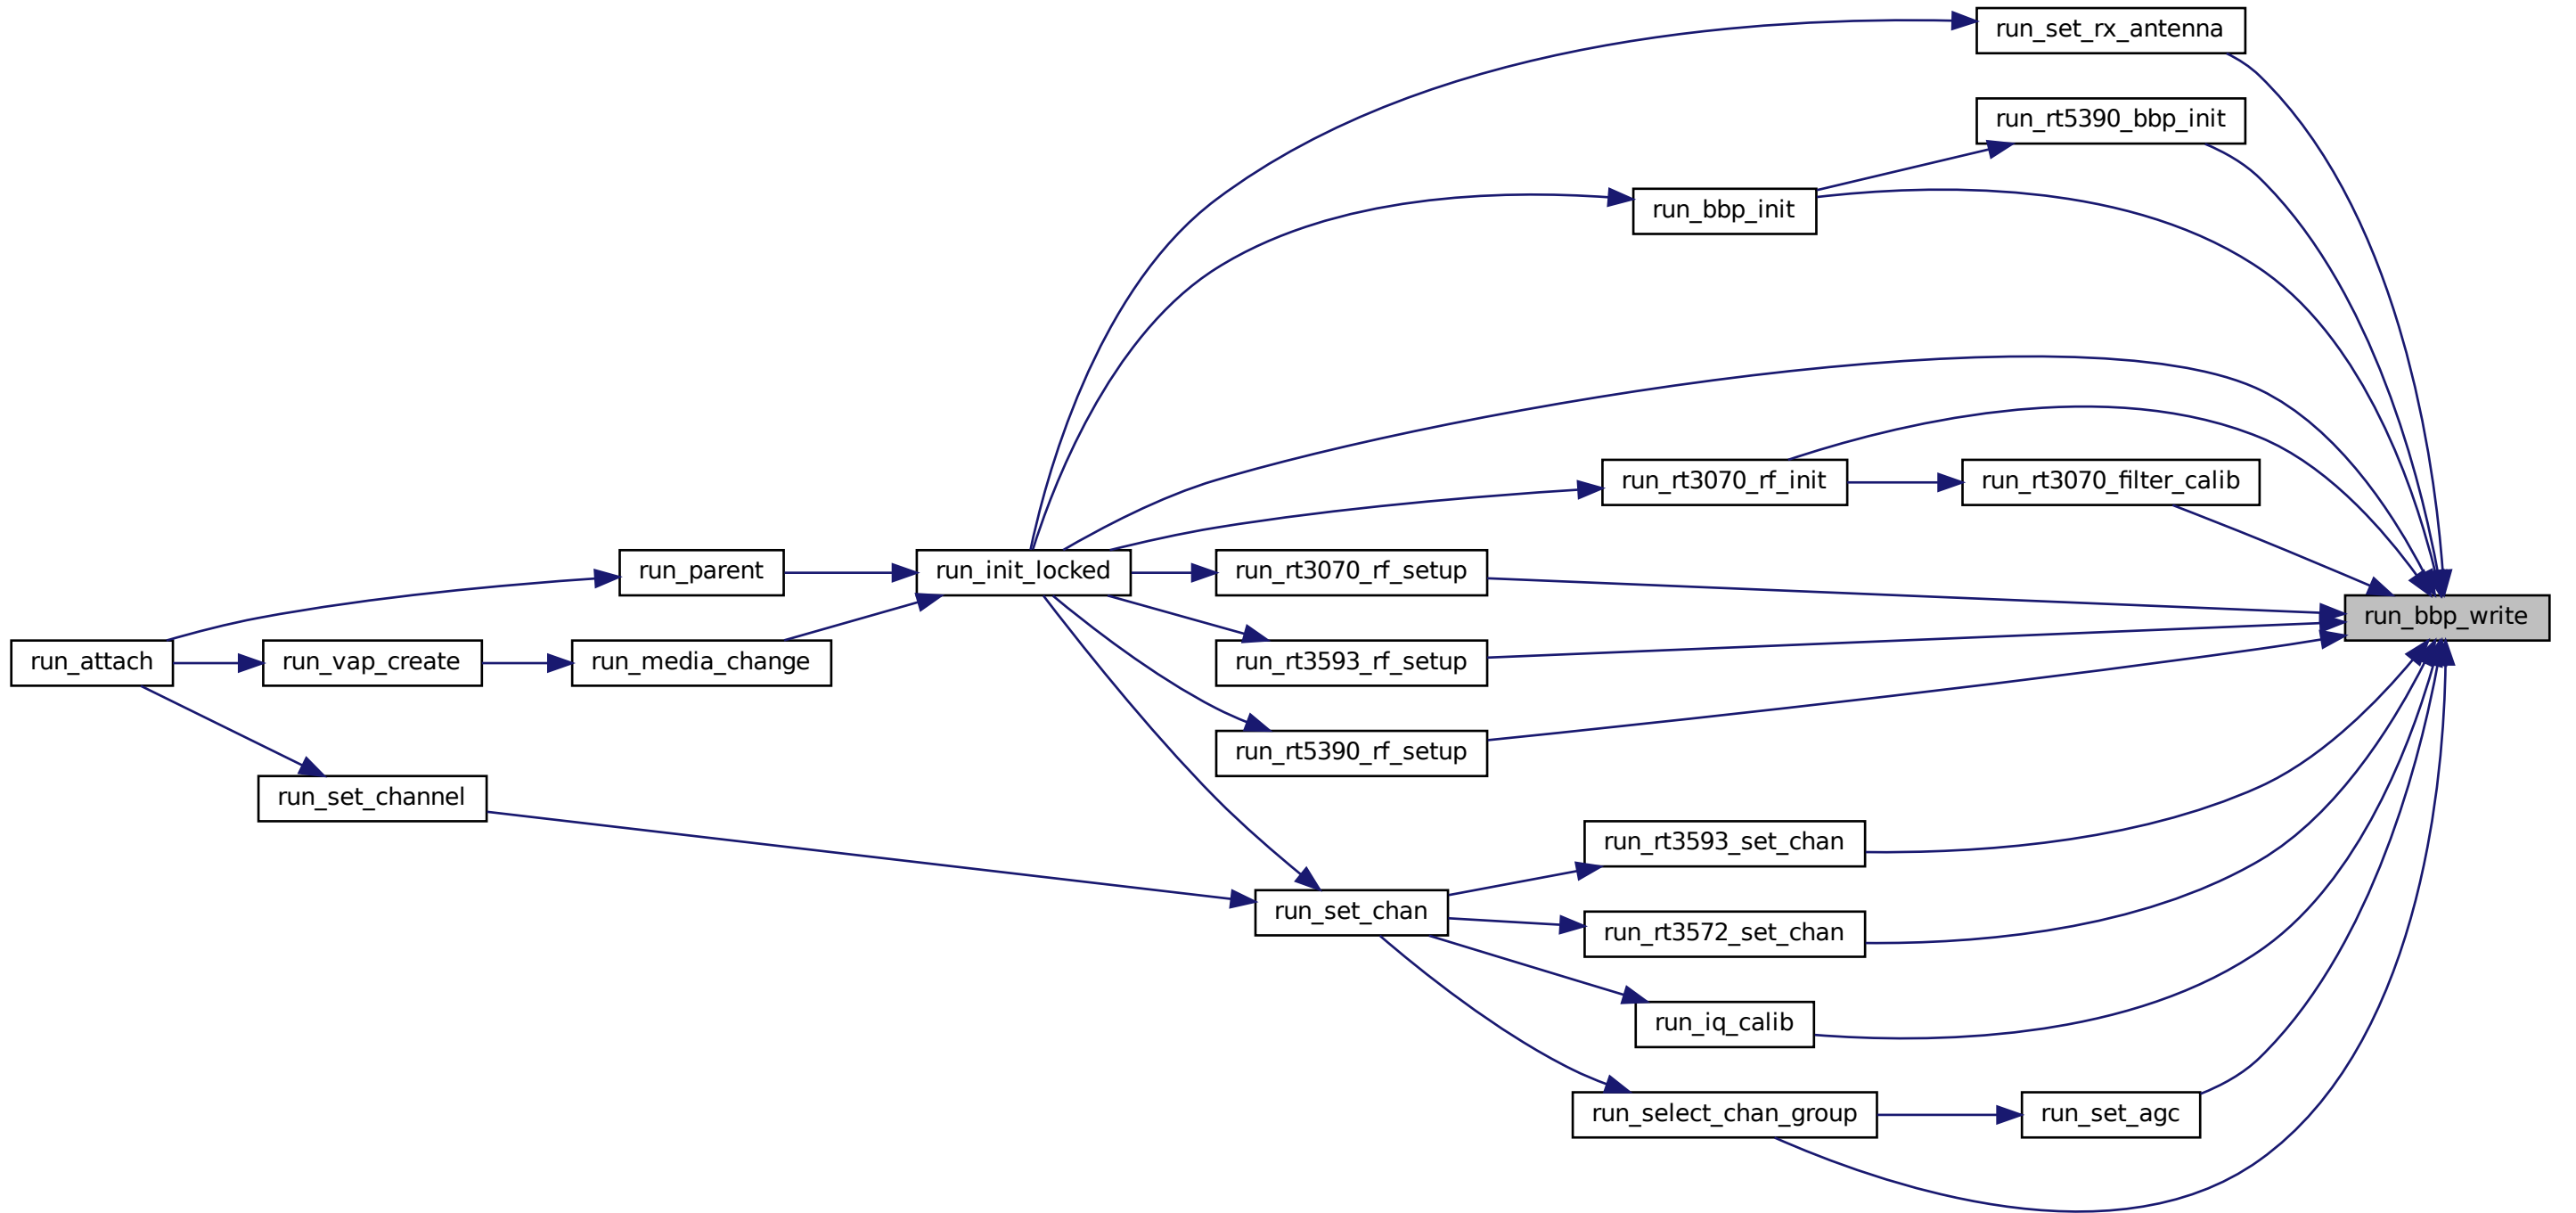 run_set_rx_antenna
run_rt5390_bbp_init
run_bbp_init
run_rt3070_rf_init
run_rt3070_filter_calib
run_parent
run_init_locked
run_rt3070_rf_setup
run_bbp_write
run_attach
run_vap_create
run_media_change
run_rt3593_rf_setup
run_rt5390_rf_setup
run_set_channel
run_rt3593_set_chan
run_set_chan
run_rt3572_set_chan
run_iq_calib
run_select_chan_group
run_set_agc